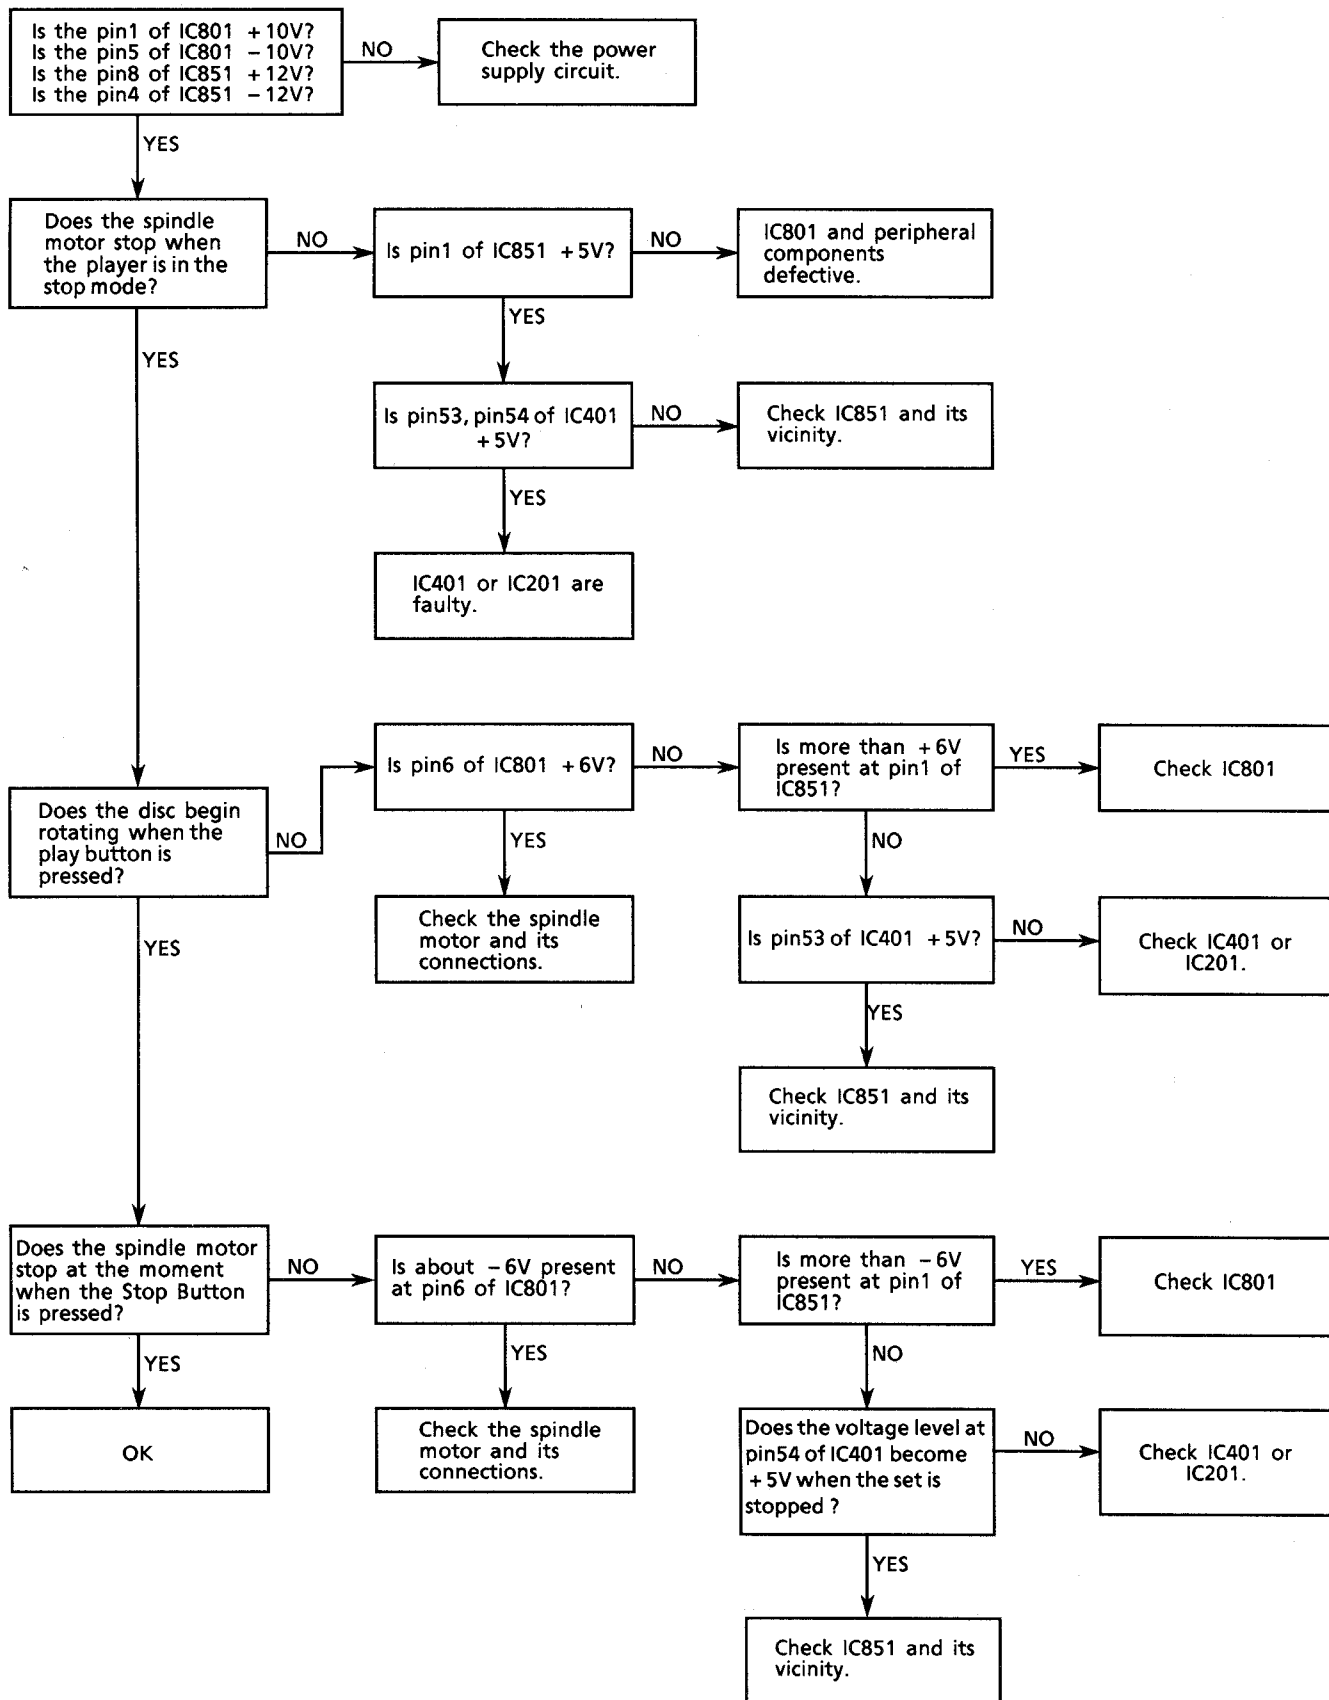 Is the pin1 of IC801 +10V?
Is the pin5 of IC801 −10V?
Is the pin8 of IC851 +12V?
Is the pin4 of IC851 −12V?
NO
Check the power
supply circuit.
YES
Does the spindle
motor stop when
the player is in the
stop mode?
NO
Is pin1 of IC851 +5V?
NO
IC801 and peripheral
components
defective.
YES
YES
Is pin53, pin54 of IC401
+5V?
NO
Check IC851 and its
vicinity.
YES
IC401 or IC201 are
faulty.
Does the disc begin
rotating when the
play button is
pressed?
NO
Is pin6 of IC801 +6V?
NO
Is more than +6V
present at pin1 of
IC851?
YES
Check IC801
YES
NO
Check the spindle
motor and its
connections.
Is pin53 of IC401 +5V?
NO
Check IC401 or
IC201.
YES
YES
Check IC851 and its
vicinity.
Does the spindle motor
stop at the moment
when the Stop Button
is pressed?
NO
Is about −6V present
at pin6 of IC801?
NO
Is more than −6V
present at pin1 of
IC851?
YES
Check IC801
YES
YES
NO
OK
Check the spindle
motor and its
connections.
Does the voltage level at
pin54 of IC401 become
+5V when the set is
stopped ?
NO
Check IC401 or
IC201.
YES
Check IC851 and its
vicinity.